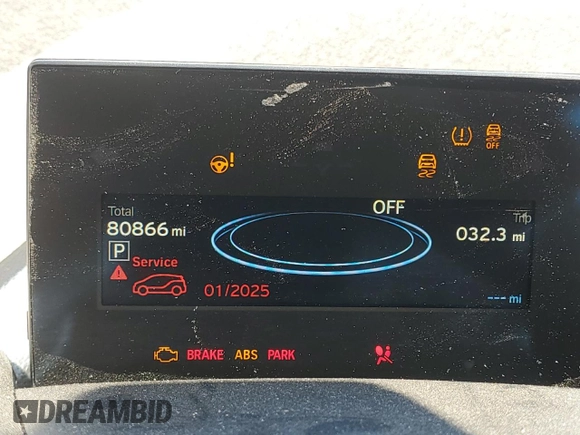 OFF
Total
OFF
Trip
80866 mi
032.3 mi
P
Service
01/2025
--- mi
BRAKE ABS PARK
DREAMBID